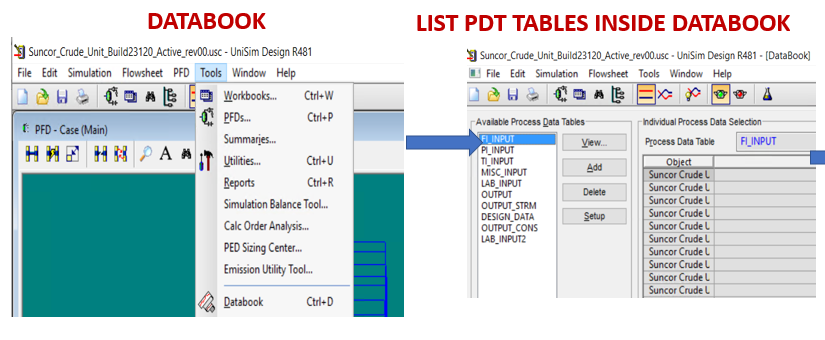 DATABOOK
Suncor_Crude_Unit_Build23120_Active_rev00.usc - UniSim Design R481
File Edit Simulation Flowsheet PFD Tools Window Help
PFD - Case (Main)
A
Workbooks... Ctrl+W
PFDs... Ctrl+P
Summaries...
Utilities... Ctrl+U
Reports Ctrl+R
Simulation Balance Tool...
Calc Order Analysis...
PED Sizing Center...
Emission Utility Tool...
Databook Ctrl+D
LIST PDT TABLES INSIDE DATABOOK
Suncor_Crude_Unit_Build23120_Active_rev00.usc - UniSim Design R481 - [DataBook]
File Edit Simulation Flowsheet Tools Window Help
Available Process Data Tables
FI_INPUT
PI_INPUT
TI_INPUT
MISC_INPUT
LAB_INPUT
OUTPUT
OUTPUT_STRM
DESIGN_DATA
OUTPUT_CONS
LAB_INPUT2
View...
Add
Delete
Setup
Individual Process Data Selection
Process Data Table FI_INPUT
Object
Suncor Crude U
Suncor Crude U
Suncor Crude U
Suncor Crude U
Suncor Crude U
Suncor Crude U
Suncor Crude U
Suncor Crude U
Suncor Crude U
Suncor Crude U